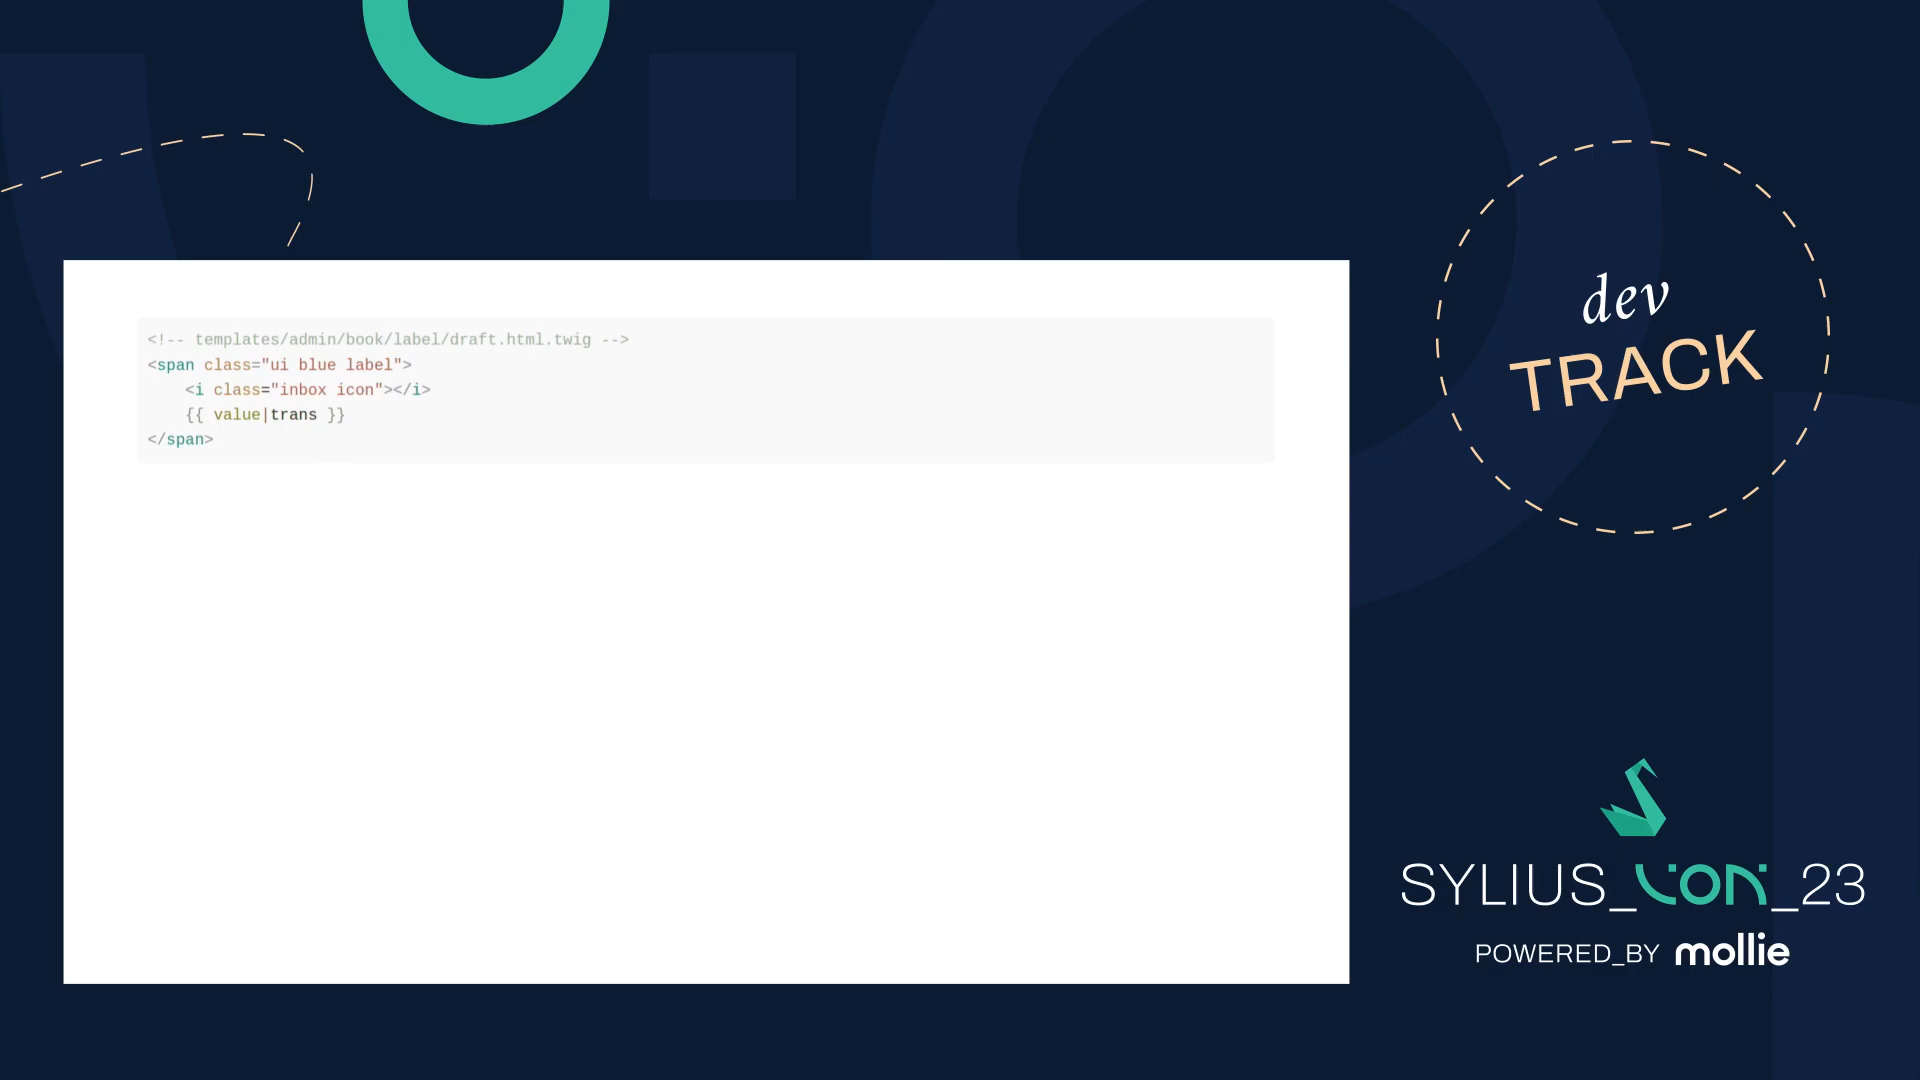 <!-- templates/admin/book/label/draft.html.twig -->
<span class="ui blue label">
    <i class="inbox icon"></i>
    {{ value|trans }}
</span>
dev
TRACK
SYLIUS_CON_23
POWERED_BY mollie